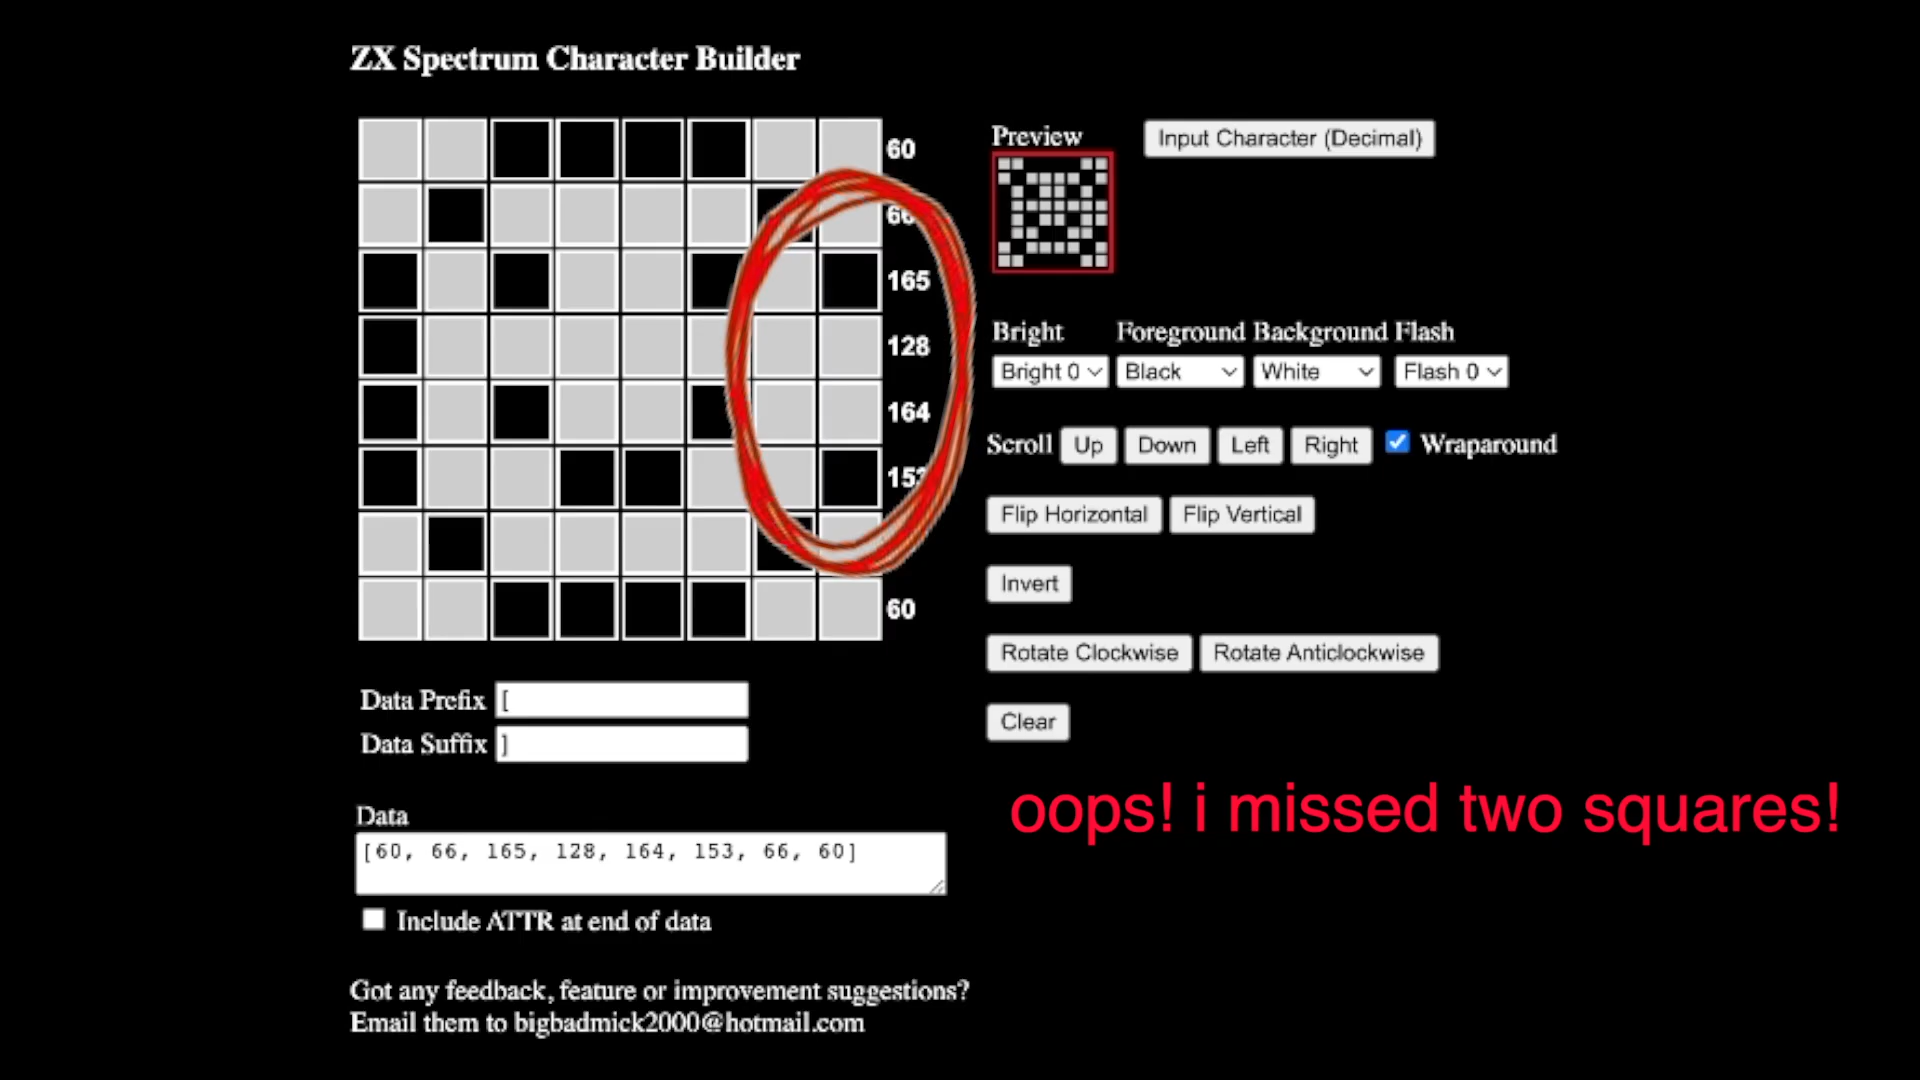 ZX Spectrum Character Builder
60
66
165
128
164
153
60
Preview
Input Character (Decimal)
Bright Foreground Background Flash
Bright 0 Black White Flash 0
Scroll Up Down Left Right Wraparound
Flip Horizontal Flip Vertical
Invert
Rotate Clockwise Rotate Anticlockwise
Clear
Data Prefix [
Data Suffix ]
oops! i missed two squares!
Data
[60, 66, 165, 128, 164, 153, 66, 60]
Include ATTR at end of data
Got any feedback, feature or improvement suggestions?
Email them to bigbadmick2000@hotmail.com